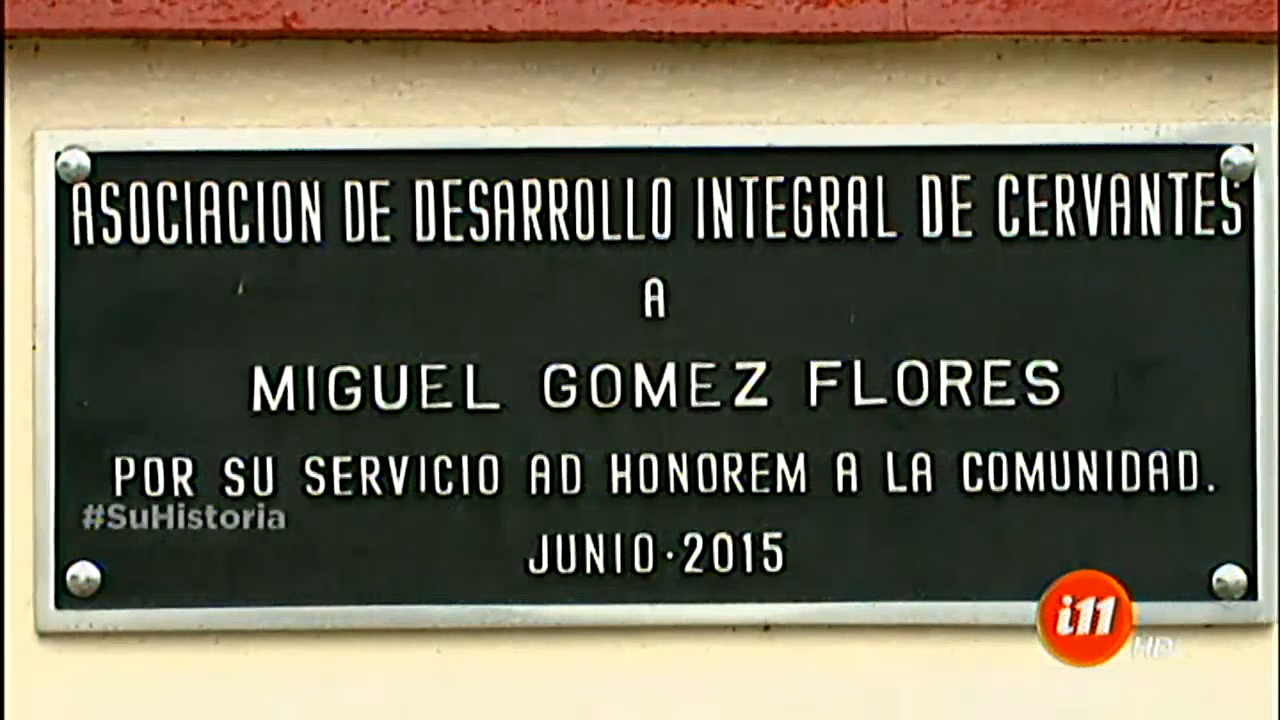 ASOCIACION DE DESARROLLO INTEGRAL DE CERVANTES
A
MIGUEL GOMEZ FLORES
POR SU SERVICIO AD HONOREM A LA COMUNIDAD.
#SuHistoria
JUNIO·2015
i11
HD